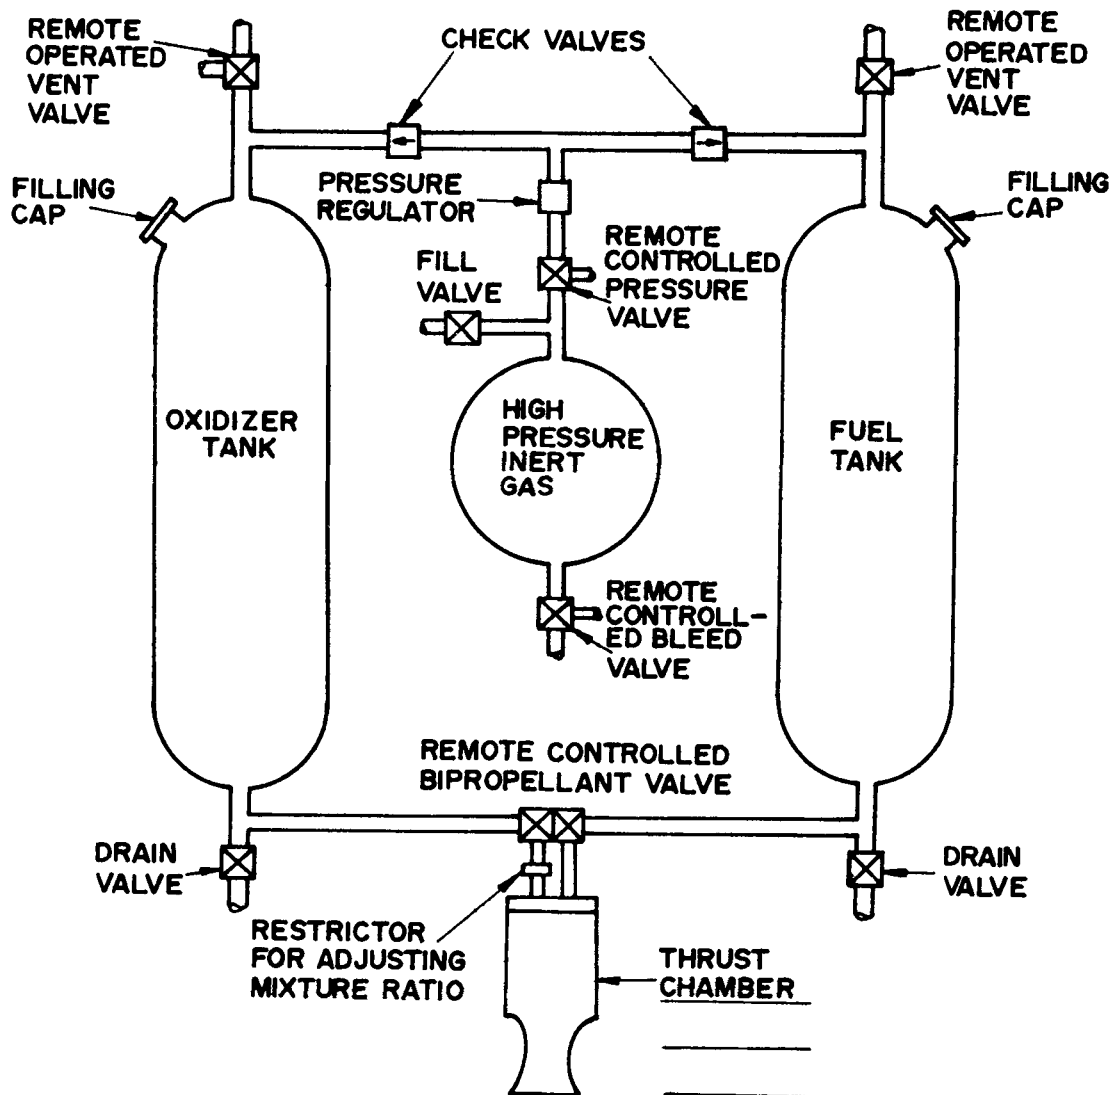 REMOTE
OPERATED
VENT
VALVE
CHECK VALVES
REMOTE
OPERATED
VENT
VALVE
FILLING
CAP
PRESSURE
REGULATOR
FILLING
CAP
FILL
VALVE
REMOTE
CONTROLLED
PRESSURE
VALVE
OXIDIZER
TANK
HIGH
PRESSURE
INERT
GAS
FUEL
TANK
REMOTE
CONTROLL-
ED BLEED
VALVE
REMOTE CONTROLLED
BIPROPELLANT VALVE
DRAIN
VALVE
DRAIN
VALVE
RESTRICTOR
FOR ADJUSTING
MIXTURE RATIO
THRUST
CHAMBER